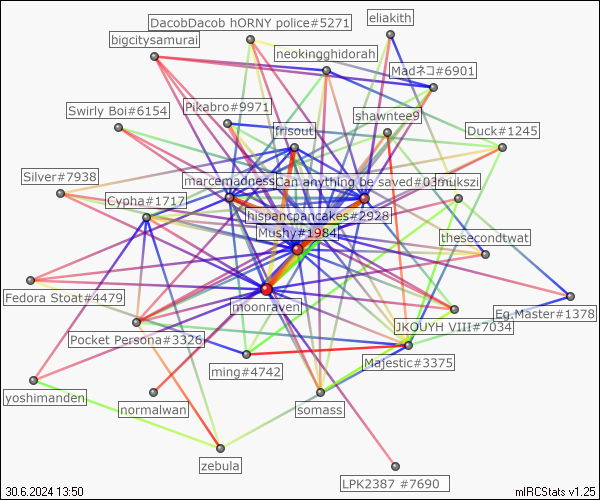 DacobDacob hORNY police#5271
eliakith
bigcitysamurai
neokingghidorah
Madネコ#6901
Pikabro#9971
Swirly Boi#6154
shawntee9
frisout
Duck#1245
Silver#7938
marcemadness
Can anything be saved#03
mukszi
Cypha#1717
hispancpancakes#2928
Mushy#1984
thesecondtwat
Fedora Stoat#4479
moonraven
Eg.Master#1378
JKOUYH VIII#7034
Pocket Persona#3326
Majestic#3375
ming#4742
yoshimanden
normalwan
somass
zebula
LPK2387 #7690
30.6.2024 13:50
mIRCStats v1.25